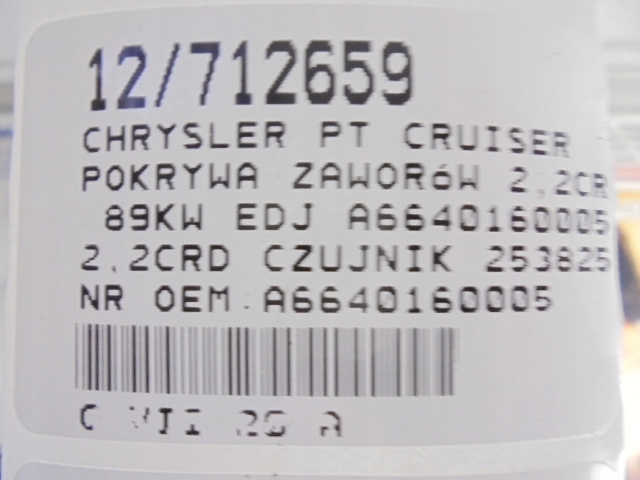 12/712659
CHRYSLER PT CRUISER
POKRYWA ZAWORóW 2,2CR
89KW EDJ A6640160005
2,2CRD CZUJNIK 253825
NR OEM:A6640160005